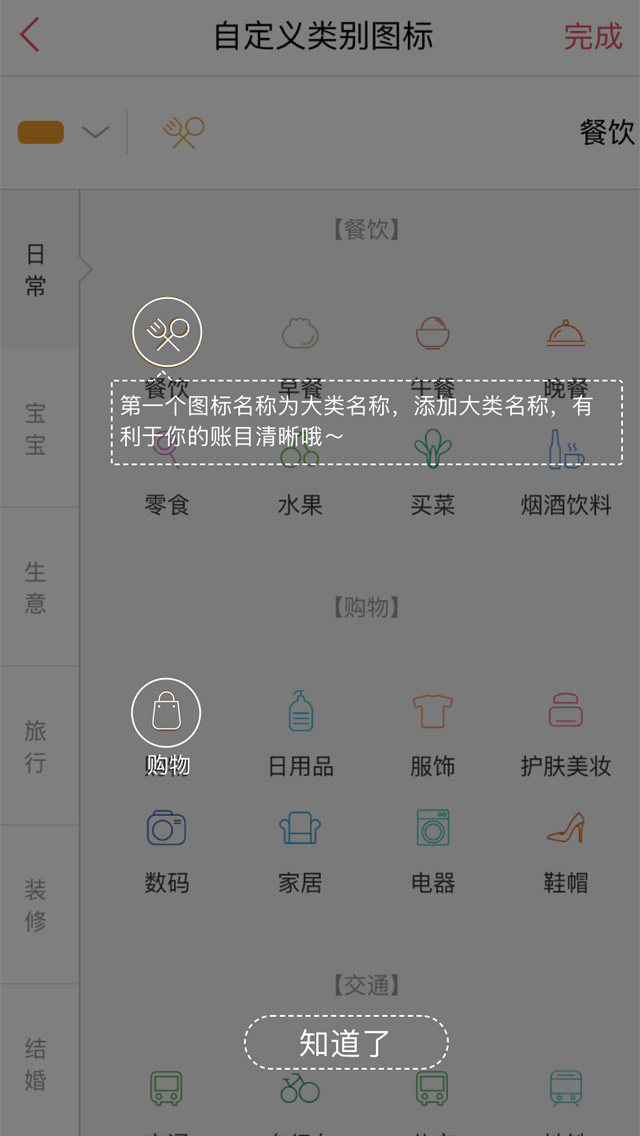 自定义类别图标
完成
餐饮
日常
宝宝
生意
旅行
装修
结婚
【餐饮】
餐饮
早餐
午餐
晚餐
第一个图标名称为大类名称，添加大类名称，有
利于你的账目清晰哦～
零食
水果
买菜
烟酒饮料
【购物】
购物
日用品
服饰
护肤美妆
数码
家居
电器
鞋帽
【交通】
知道了